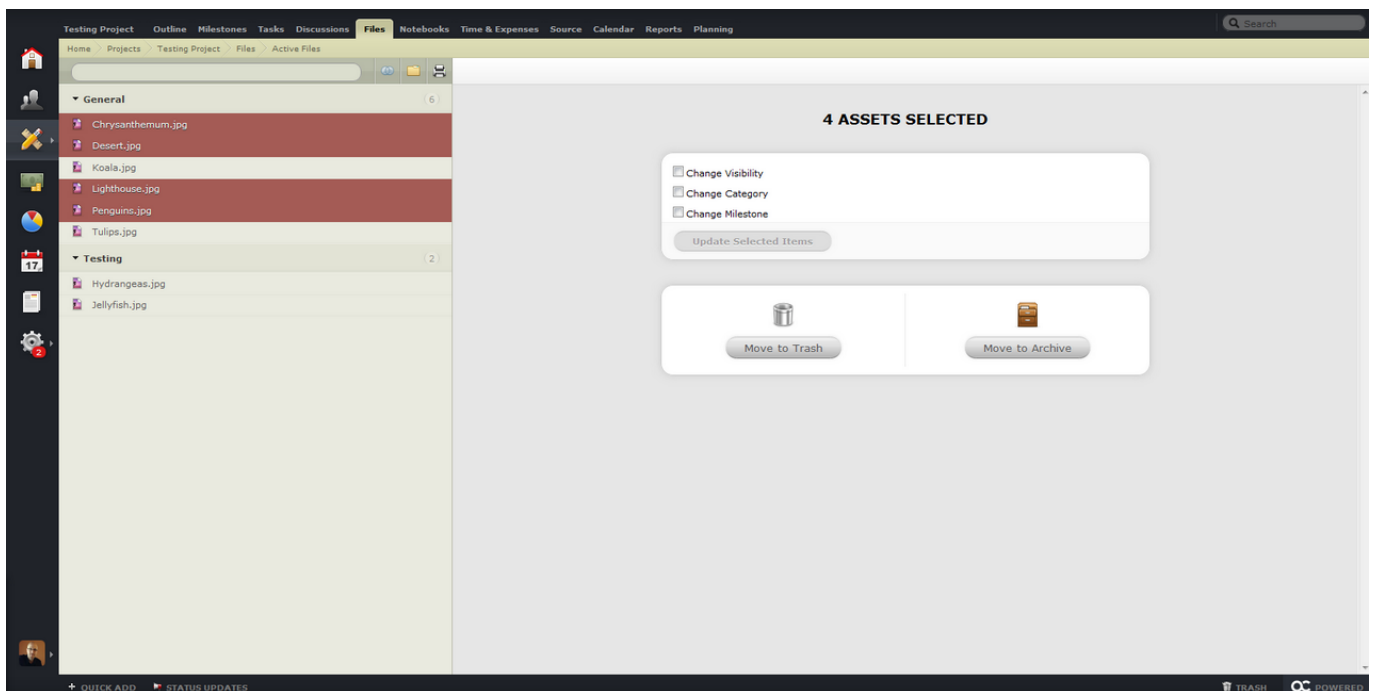 Testing Project Outline Milestones Tasks Discussions Files Notebooks Time & Expenses Source Calendar Reports Planning Search
Home Projects Testing Project Files Active Files
General (6)
4 ASSETS SELECTED
Chrysanthemum.jpg
Desert.jpg
Koala.jpg
Lighthouse.jpg
Penguins.jpg
Tulips.jpg
Change Visibility
Change Category
Change Milestone
Update Selected Items
Testing (2)
Hydrangeas.jpg
Jellyfish.jpg
Move to Trash Move to Archive
17
2
+ QUICK ADD STATUS UPDATES TRASH POWERED